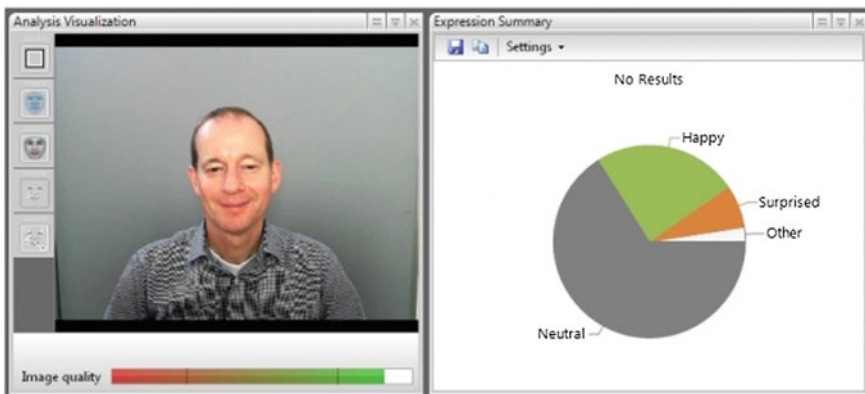 Analysis Visualization
Image quality
Expression Summary
Settings
No Results
Happy
Surprised
Other
Neutral